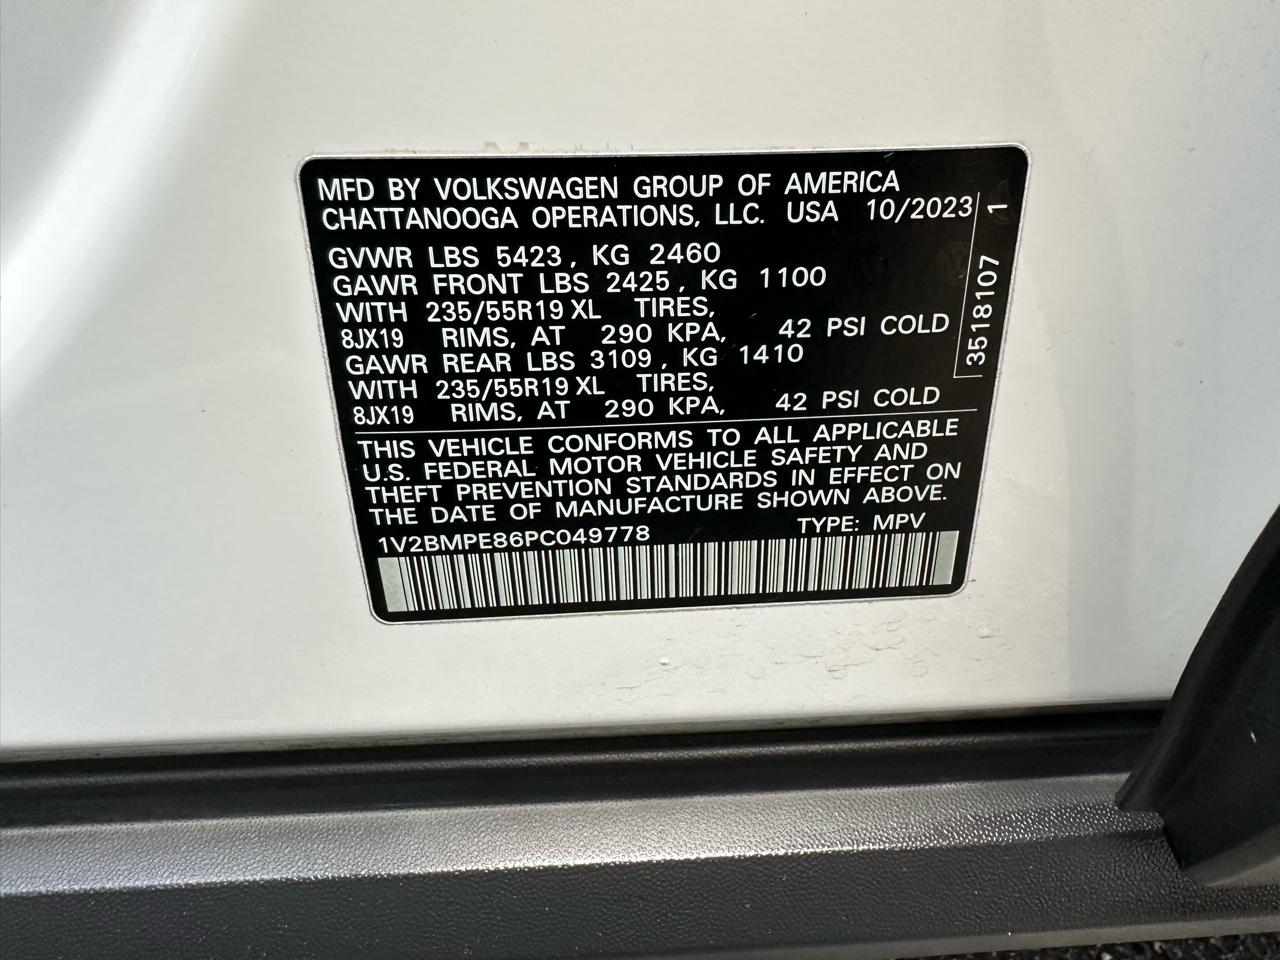 MFD BY VOLKSWAGEN GROUP OF AMERICA
CHATTANOOGA OPERATIONS, LLC. USA 10/2023
GVWR LBS 5423, KG 2460
GAWR FRONT LBS 2425, KG 1100
WITH 235/55R19 XL TIRES,
8JX19 RIMS, AT 290 KPA, 42 PSI COLD
GAWR REAR LBS 3109, KG 1410
WITH 235/55R19 XL TIRES,
8JX19 RIMS, AT 290 KPA, 42 PSI COLD
3518107 1
THIS VEHICLE CONFORMS TO ALL APPLICABLE
U.S. FEDERAL MOTOR VEHICLE SAFETY AND
THEFT PREVENTION STANDARDS IN EFFECT ON
THE DATE OF MANUFACTURE SHOWN ABOVE.
1V2BMPE86PC049778 TYPE: MPV